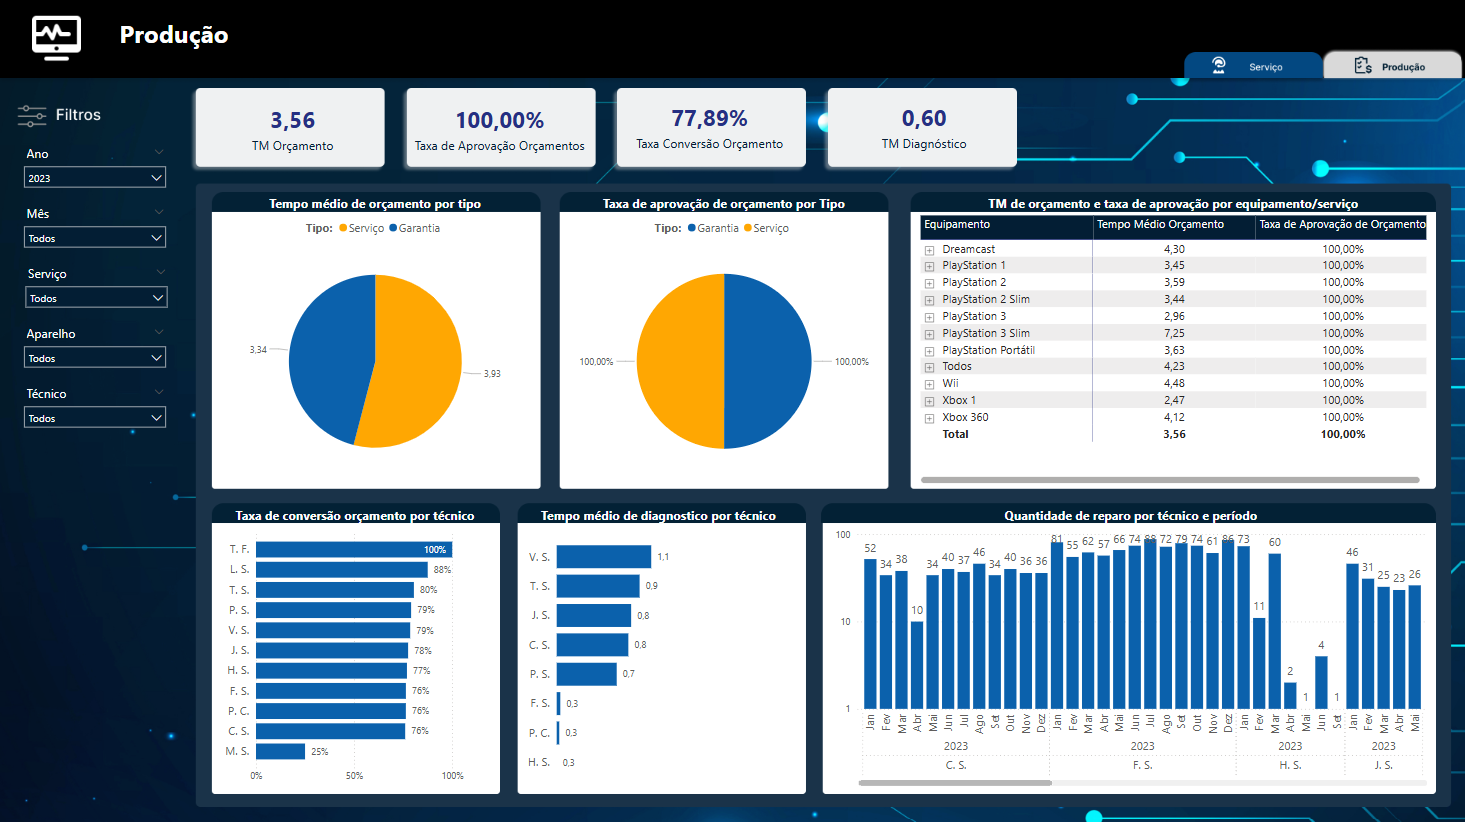 Produção
Serviço
Produção
Filtros
Ano
2023
Mês
Todos
Serviço
Todos
Aparelho
Todos
Técnico
Todos
3,56
TM Orçamento
100,00%
Taxa de Aprovação Orçamentos
77,89%
Taxa Conversão Orçamento
0,60
TM Diagnóstico
Tempo médio de orçamento por tipo
Tipo: Serviço Garantia
3,34
3,93
Taxa de aprovação de orçamento por Tipo
Tipo: Garantia Serviço
100,00%
100,00%
TM de orçamento e taxa de aprovação por equipamento/serviço
Equipamento Tempo Médio Orçamento Taxa de Aprovação de Orçamento
Dreamcast 4,30 100,00%
PlayStation 1 3,45 100,00%
PlayStation 2 3,59 100,00%
PlayStation 2 Slim 3,44 100,00%
PlayStation 3 2,96 100,00%
PlayStation 3 Slim 7,25 100,00%
PlayStation Portátil 3,63 100,00%
Todos 4,23 100,00%
Wii 4,48 100,00%
Xbox 1 2,47 100,00%
Xbox 360 4,12 100,00%
Total 3,56 100,00%
Taxa de conversão orçamento por técnico
T. F. 100%
L. S. 88%
T. S. 80%
P. S. 79%
V. S. 79%
J. S. 78%
H. S. 77%
F. S. 76%
P. C. 76%
C. S. 76%
M. S. 25%
0% 50% 100%
Tempo médio de diagnostico por técnico
V. S. 1,1
T. S. 0,9
J. S. 0,8
C. S. 0,8
P. S. 0,7
F. S. 0,3
P. C. 0,3
H. S. 0,3
Quantidade de reparo por técnico e período
100
10
1
52 34 38 10 34 40 37 46 34 40 36 36 81 55 62 57 66 74 88 72 79 74 61 86 73 11 60 2 1 4 1 46 31 25 23 26
Jan Fev Mar Abr Mai Jun Jul Ago Set Out Nov Dez Jan Fev Mar Abr Mai Jun Jul Ago Set Out Nov Dez Jan Fev Mar Abr Mai Jun Set Jan Fev Mar Abr Mai
2023 2023 2023 2023
C. S. F. S. H. S. J. S.